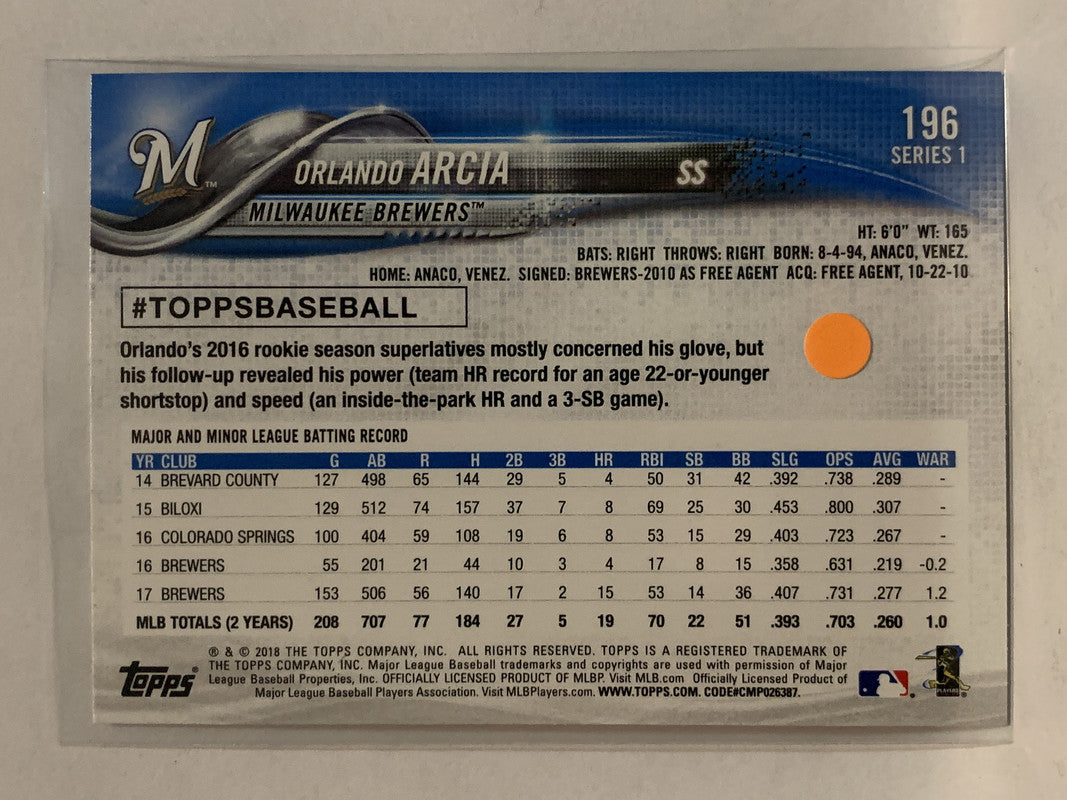 M™
196
SERIES 1
ORLANDO ARCIA SS
MILWAUKEE BREWERS™
HT: 6'0" WT: 165
BATS: RIGHT THROWS: RIGHT BORN: 8-4-94, ANACO, VENEZ.
HOME: ANACO, VENEZ. SIGNED: BREWERS-2010 AS FREE AGENT ACQ: FREE AGENT, 10-22-10
#TOPPSBASEBALL
Orlando's 2016 rookie season superlatives mostly concerned his glove, but
his follow-up revealed his power (team HR record for an age 22-or-younger
shortstop) and speed (an inside-the-park HR and a 3-SB game).
MAJOR AND MINOR LEAGUE BATTING RECORD
YR CLUB G AB R H 2B 3B HR RBI SB BB SLG OPS AVG WAR
14 BREVARD COUNTY 127 498 65 144 29 5 4 50 31 42 .392 .738 .289 -
15 BILOXI 129 512 74 157 37 7 8 69 25 30 .453 .800 .307 -
16 COLORADO SPRINGS 100 404 59 108 19 6 8 53 15 29 .403 .723 .267 -
16 BREWERS 55 201 21 44 10 3 4 17 8 15 .358 .631 .219 -0.2
17 BREWERS 153 506 56 140 17 2 15 53 14 36 .407 .731 .277 1.2
MLB TOTALS (2 YEARS) 208 707 77 184 27 5 19 70 22 51 .393 .703 .260 1.0
® & © 2018 THE TOPPS COMPANY, INC. ALL RIGHTS RESERVED. TOPPS IS A REGISTERED TRADEMARK OF
THE TOPPS COMPANY, INC. Major League Baseball trademarks and copyrights are used with permission of Major
League Baseball Properties, Inc. OFFICIALLY LICENSED PRODUCT OF MLBP. Visit MLB.com Officially Licensed Product of
Major League Baseball Players Association. Visit MLBPlayers.com. WWW.TOPPS.COM. CODE#CMP026387.
Topps®